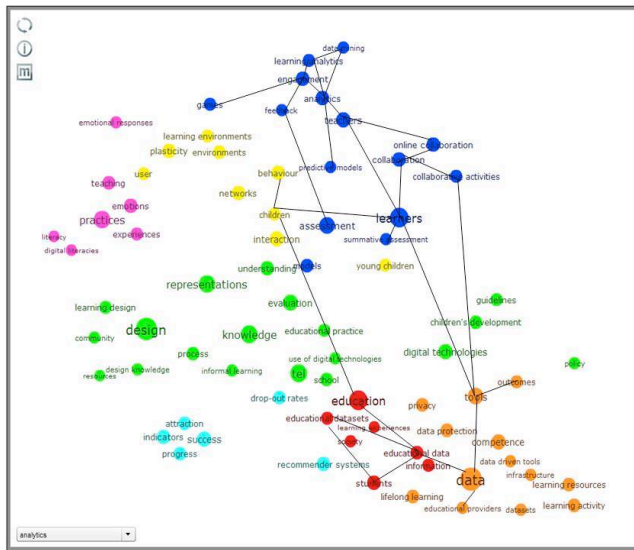 data mining
learning analytics
engagement
analytics
games
feedback
teachers
emotional responses
learning environments
online collaboration
plasticity
environments
collaboration
user
behaviour
predictive models
collaborative activities
teaching
networks
emotions
children
practices
learners
assessment
literacy
experiences
interaction
summative assessment
digital literacies
understanding
models
young children
representations
evaluation
guidelines
learning design
design
children's development
community
knowledge
educational practice
process
digital technologies
use of digital technologies
resources
design knowledge
informal learning
tel
school
policy
outcomes
drop-out rates
education
tools
privacy
educational datasets
attraction
learning experiences
data protection
indicators
success
society
competence
progress
educational data
recommender systems
information
data driven tools
data
infrastructure
students
learning resources
lifelong learning
educational providers
datasets
learning activity
analytics
i
m